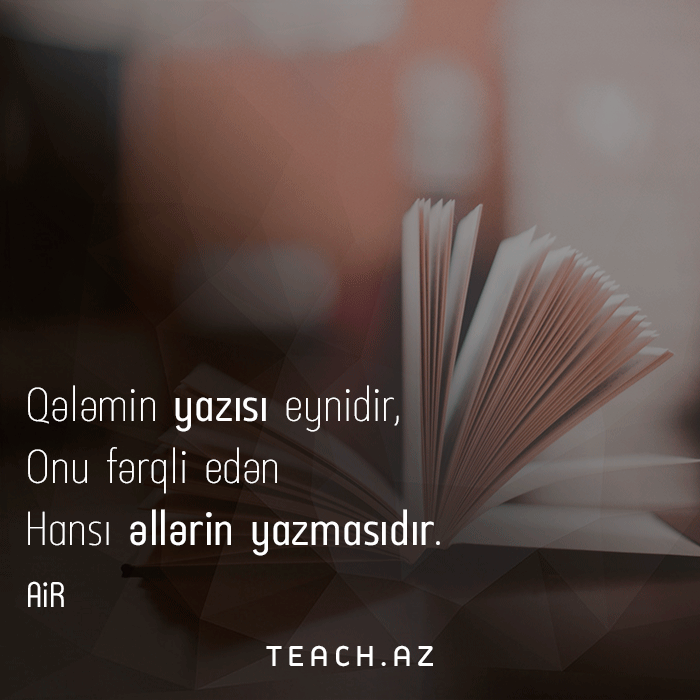 Qələmin yazısı eynidir,
Onu fərqli edən
Hansı əllərin yazmasıdır.
AiR
TEACH.AZ